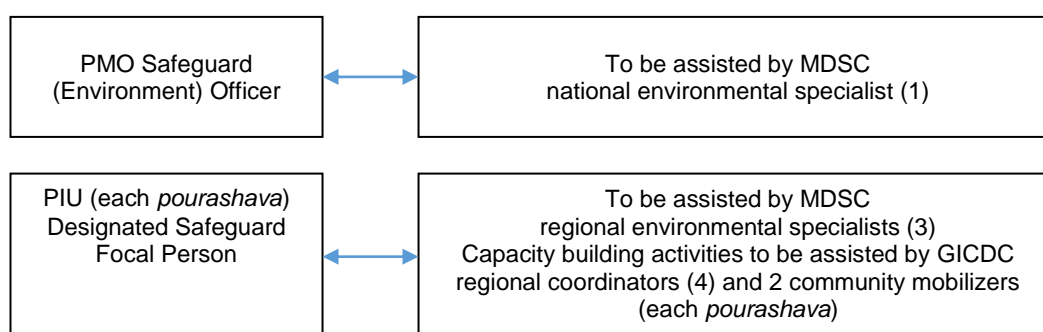 PMO Safeguard
(Environment) Officer
To be assisted by MDSC
national environmental specialist (1)
PIU (each pourashava)
Designated Safeguard
Focal Person
To be assisted by MDSC
regional environmental specialists (3)
Capacity building activities to be assisted by GICDC
regional coordinators (4) and 2 community mobilizers
(each pourashava)